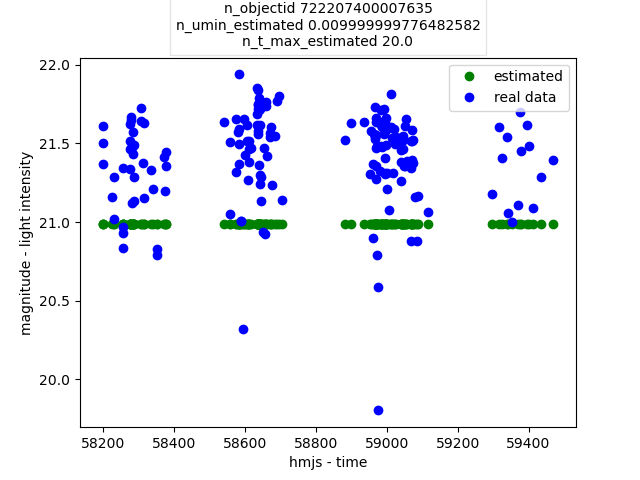 n_objectid 722207400007635
n_umin_estimated 0.009999999776482582
n_t_max_estimated 20.0
22.0
21.5
21.0
20.5
20.0
magnitude - light intensity
estimated
real data
58200 58400 58600 58800 59000 59200 59400
hmjs - time